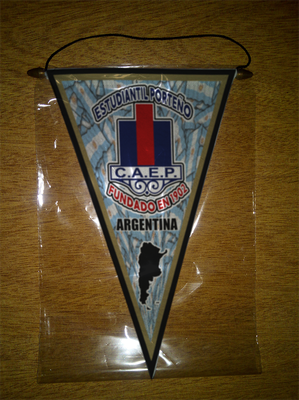 ESTUDIANTIL PORTEÑO
C.A.E.P.
FUNDADO EN 1902
ARGENTINA